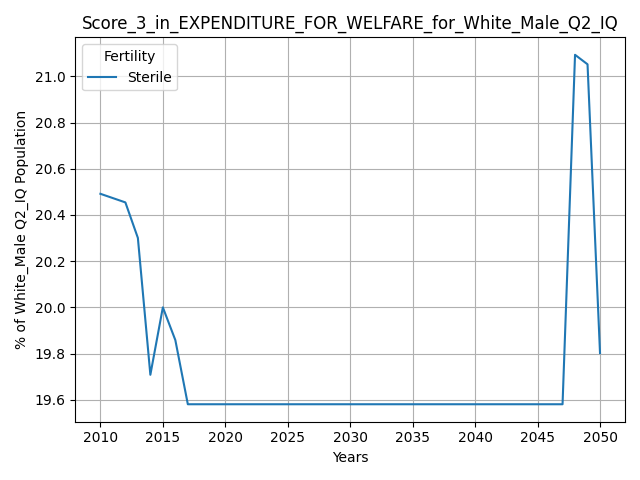 Score_3_in_EXPENDITURE_FOR_WELFARE_for_White_Male_Q2_IQ
Fertility
Sterile
% of White_Male Q2_IQ Population
21.0
20.8
20.6
20.4
20.2
20.0
19.8
19.6
2010 2015 2020 2025 2030 2035 2040 2045 2050
Years